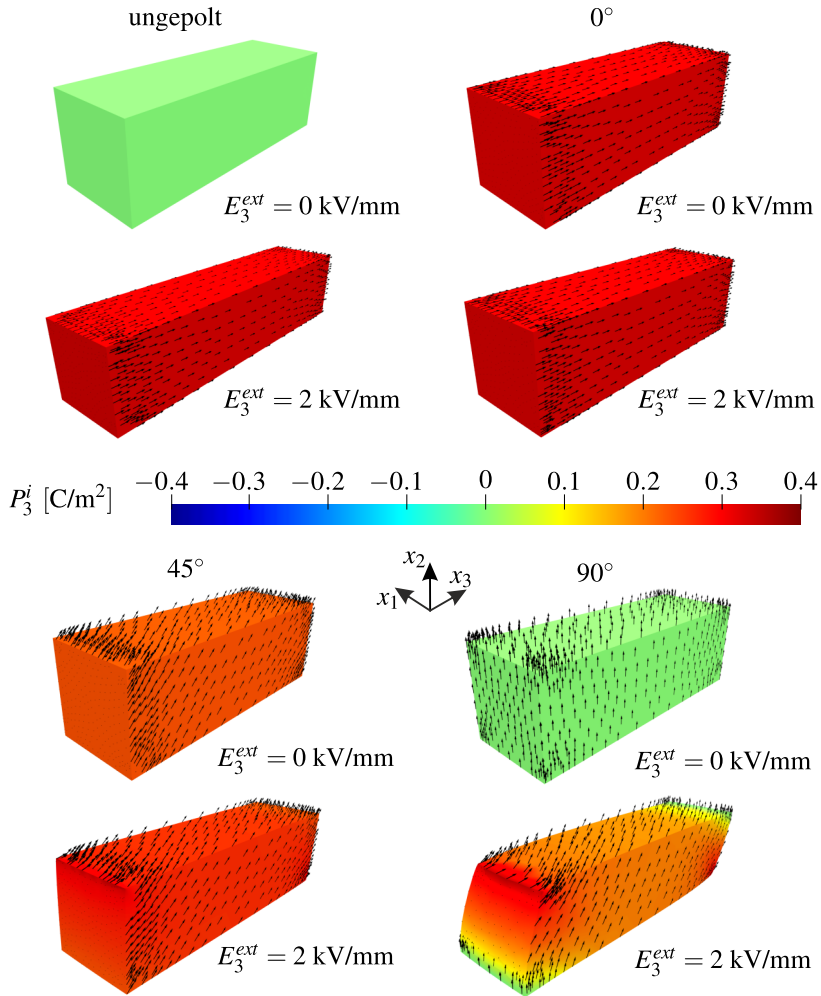 ungepolt 0°
E_3^{ext} = 0 kV/mm E_3^{ext} = 0 kV/mm
E_3^{ext} = 2 kV/mm E_3^{ext} = 2 kV/mm
−0.4 −0.3 −0.2 −0.1 0 0.1 0.2 0.3 0.4
P_3^i [C/m²]
45° x_2 x_3 x_1 90°
E_3^{ext} = 0 kV/mm E_3^{ext} = 0 kV/mm
E_3^{ext} = 2 kV/mm E_3^{ext} = 2 kV/mm